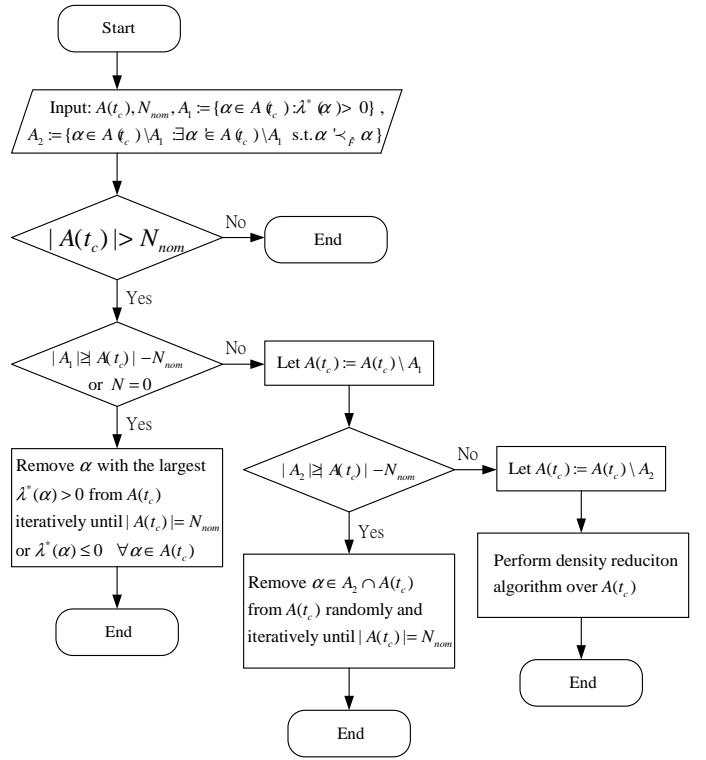 Start
Input: A(t_c), N_nom, A_1 := {α ∈ A(t_c) : λ*(α) > 0},
A_2 := {α ∈ A(t_c) \ A_1 : ∃α' ∈ A(t_c) \ A_1 s.t. α' ≺_F̂ α}
| A(t_c) | > N_nom
No
End
Yes
| A_1 | ≥ | A(t_c) | − N_nom
or N = 0
No
Let A(t_c) := A(t_c) \ A_1
Yes
Remove α with the largest
λ*(α) > 0 from A(t_c)
iteratively until | A(t_c) | = N_nom
or λ*(α) ≤ 0 ∀α ∈ A(t_c)
End
| A_2 | ≥ | A(t_c) | − N_nom
No
Let A(t_c) := A(t_c) \ A_2
Yes
Remove α ∈ A_2 ∩ A(t_c)
from A(t_c) randomly and
iteratively until | A(t_c) | = N_nom
End
Perform density reduciton
algorithm over A(t_c)
End